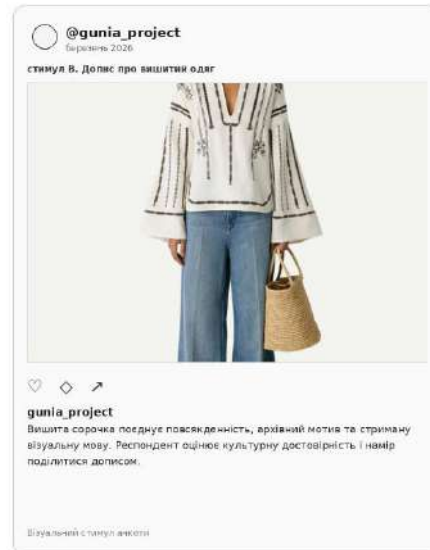 @gunia_project
березень 2026
стимул B. Допис про вишитий одяг
gunia_project
Вишита сорочка поєднує повсякденність, архівний мотив та стриману
візуальну мову. Респондент оцінює культурну достовірність і намір
поділитися дописом.
Візуальний стимул анкети